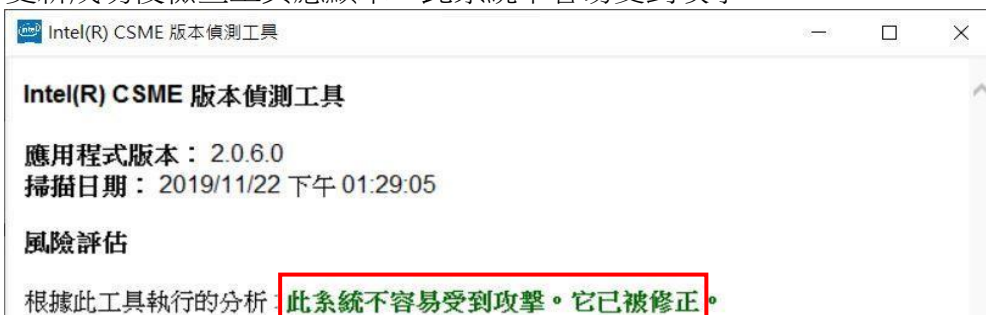 Intel(R) CSME 版本偵測工具
Intel(R) CSME 版本偵測工具
應用程式版本： 2.0.6.0
掃描日期： 2019/11/22 下午 01:29:05
風險評估
根據此工具執行的分析：此系統不容易受到攻擊。它已被修正。